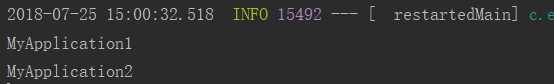 2018-07-25 15:00:32.518  INFO 15492 --- [  restartedMain] c.e
MyApplication1
MyApplication2